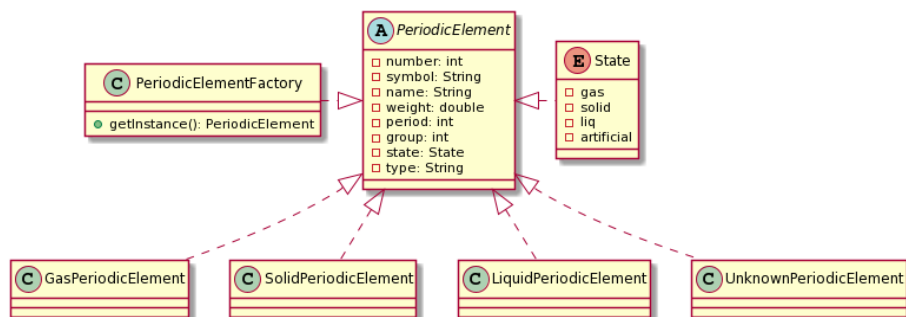 A PeriodicElement
number: int
symbol: String
name: String
weight: double
period: int
group: int
state: State
type: String
C PeriodicElementFactory
getInstance(): PeriodicElement
E State
gas
solid
liq
artificial
C GasPeriodicElement
C SolidPeriodicElement
C LiquidPeriodicElement
C UnknownPeriodicElement